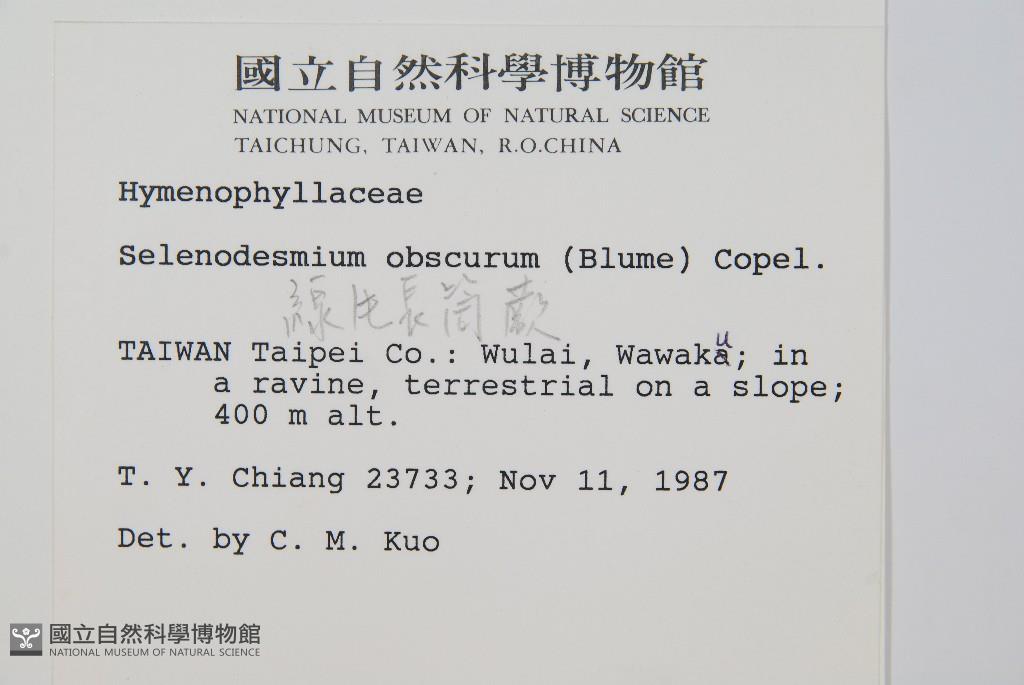 國立自然科學博物館
NATIONAL MUSEUM OF NATURAL SCIENCE
TAICHUNG, TAIWAN, R.O.CHINA
Hymenophyllaceae
Selenodesmium obscurum (Blume) Copel.
線片長筒蕨
TAIWAN Taipei Co.: Wulai, Wawaku; in
a ravine, terrestrial on a slope;
400 m alt.
T. Y. Chiang 23733; Nov 11, 1987
Det. by C. M. Kuo
國立自然科學博物館
NATIONAL MUSEUM OF NATURAL SCIENCE